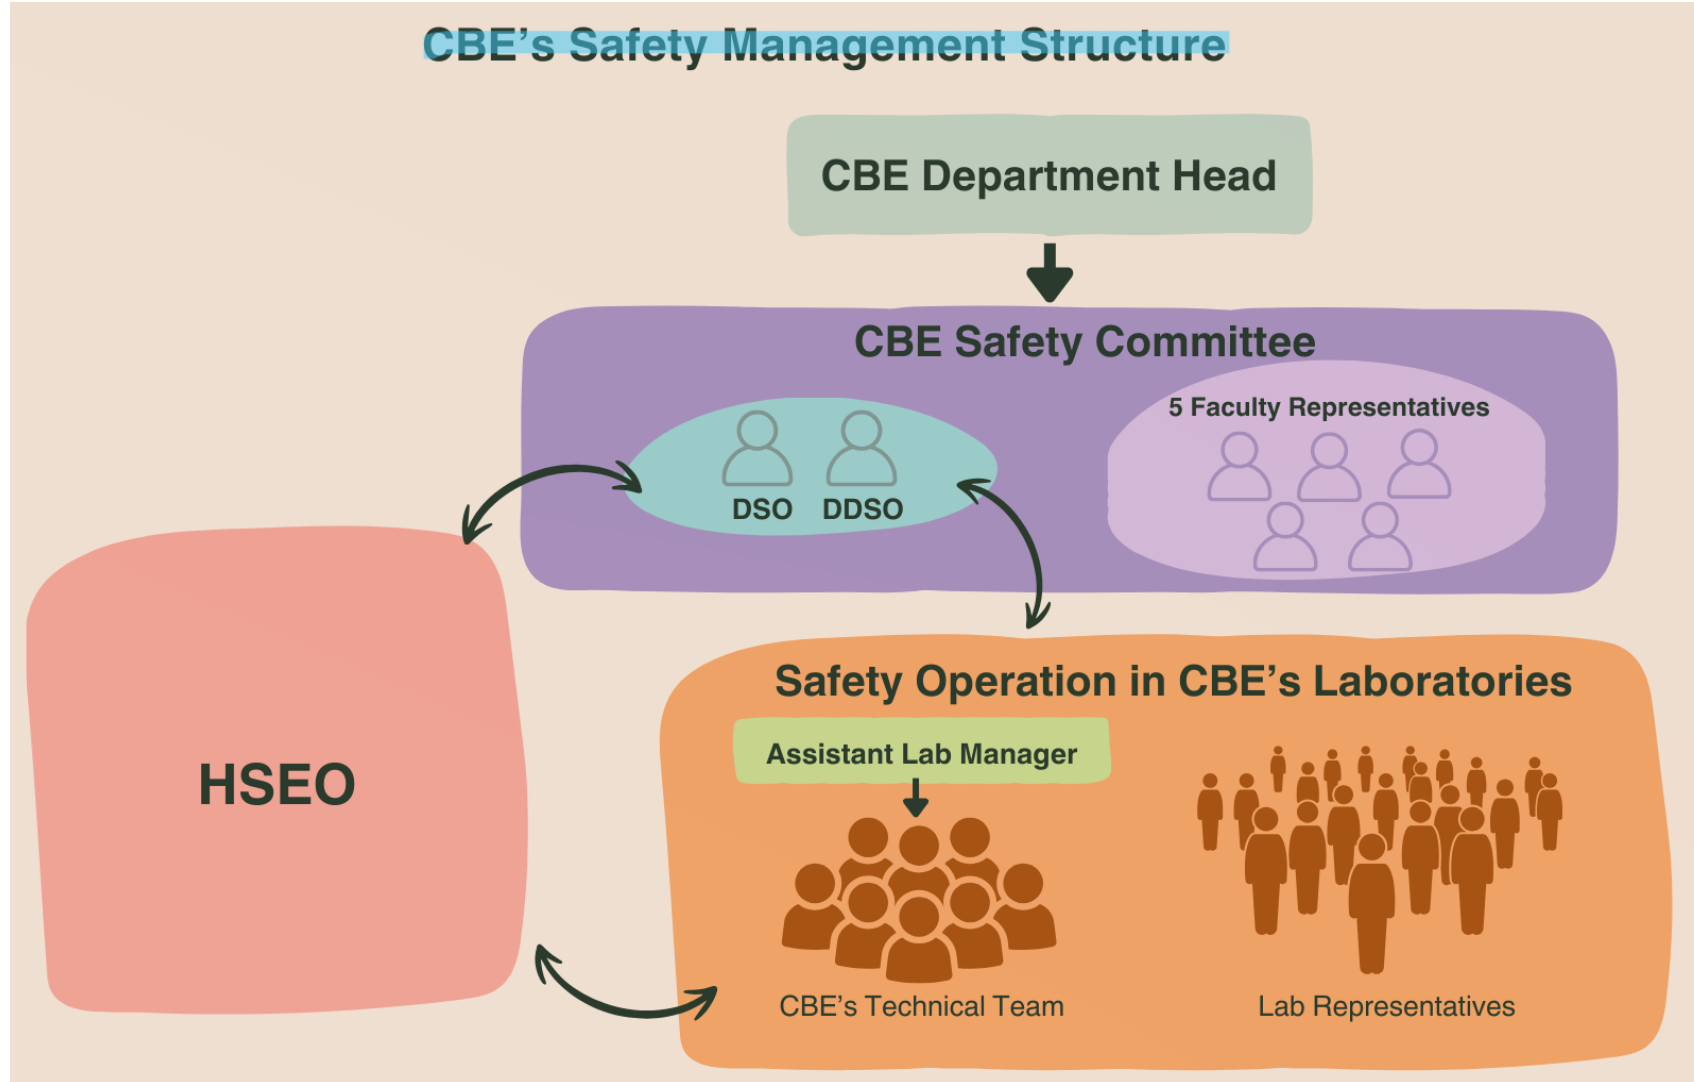 CBE’s Safety Management Structure
CBE Department Head
CBE Safety Committee
5 Faculty Representatives
DSO
DDSO
HSEO
Safety Operation in CBE’s Laboratories
Assistant Lab Manager
CBE’s Technical Team
Lab Representatives